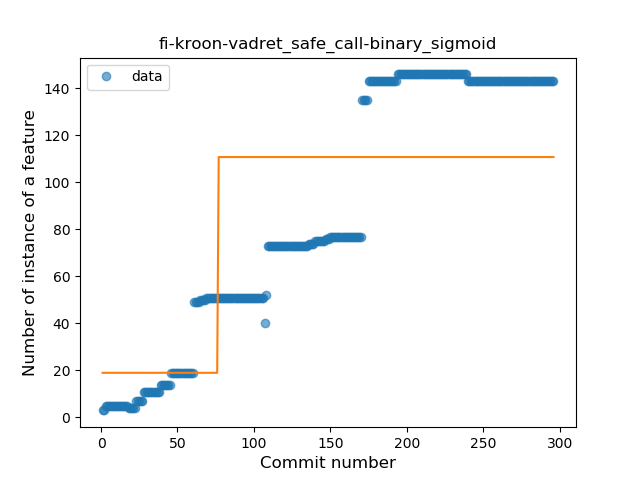 fi-kroon-vadret_safe_call-binary_sigmoid
data
Number of instance of a feature
140
120
100
80
60
40
20
0
0 50 100 150 200 250 300
Commit number